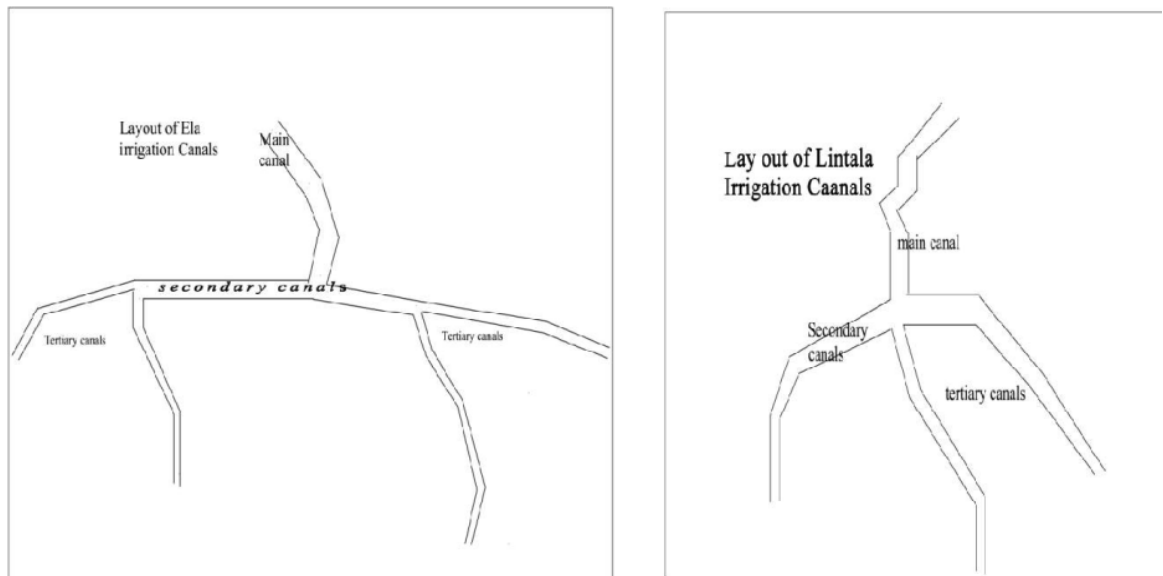 Layout of Ela
irrigation Canals
Main
canal
secondary canals
Tertiary canals
Tertiary canals
Lay out of Lintala
Irrigation Caanals
main canal
Secondary
canals
tertiary canals